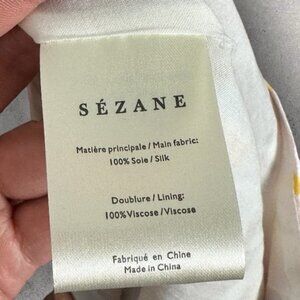 SÉZANE
Matière principale / Main fabric:
100% Soie / Silk
Doublure / Lining:
100% Viscose / Viscose
Fabriqué en Chine
Made in China